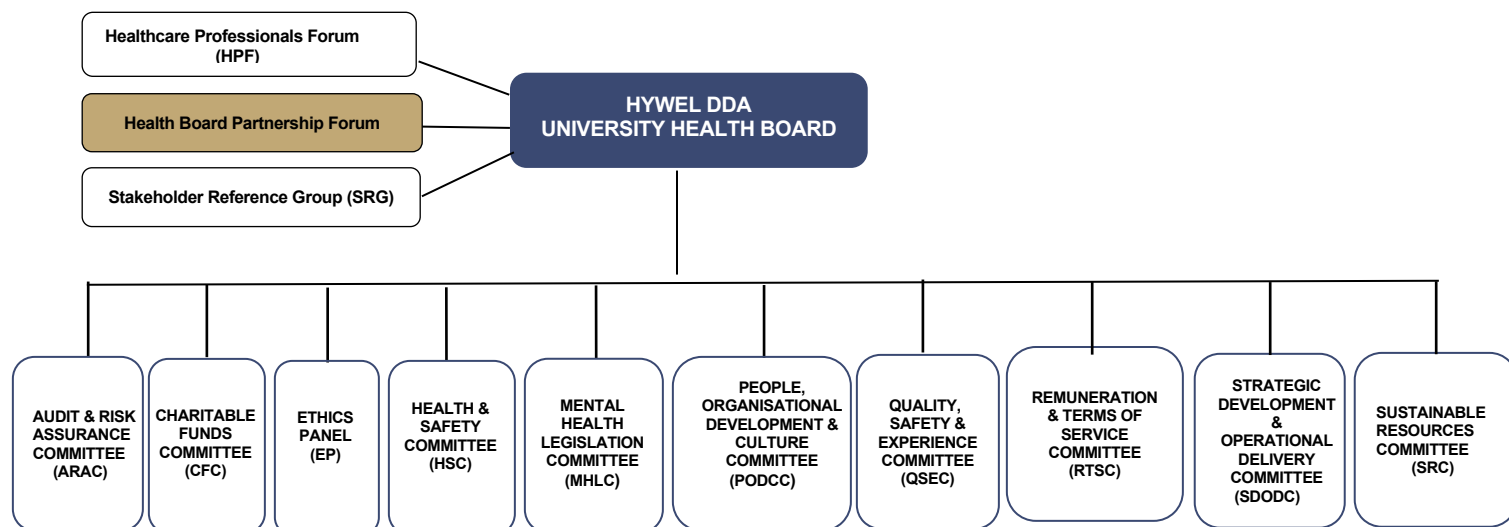 Healthcare Professionals Forum
(HPF)
HYWEL DDA
UNIVERSITY HEALTH BOARD
Health Board Partnership Forum
Stakeholder Reference Group (SRG)
AUDIT & RISK
ASSURANCE
COMMITTEE
(ARAC)
CHARITABLE
FUNDS
COMMITTEE
(CFC)
ETHICS
PANEL
(EP)
HEALTH &
SAFETY
COMMITTEE
(HSC)
MENTAL
HEALTH
LEGISLATION
COMMITTEE
(MHLC)
PEOPLE,
ORGANISATIONAL
DEVELOPMENT &
CULTURE
COMMITTEE
(PODCC)
QUALITY,
SAFETY &
EXPERIENCE
COMMITTEE
(QSEC)
REMUNERATION
& TERMS OF
SERVICE
COMMITTEE
(RTSC)
STRATEGIC
DEVELOPMENT
&
OPERATIONAL
DELIVERY
COMMITTEE
(SDODC)
SUSTAINABLE
RESOURCES
COMMITTEE
(SRC)